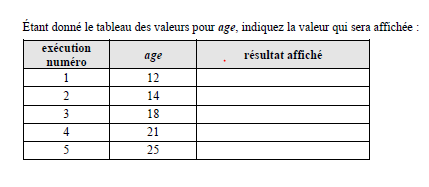 Étant donné le tableau des valeurs pour age, indiquez la valeur qui sera affichée :
exécution numéro age . résultat affiché
1 12
2 14
3 18
4 21
5 25